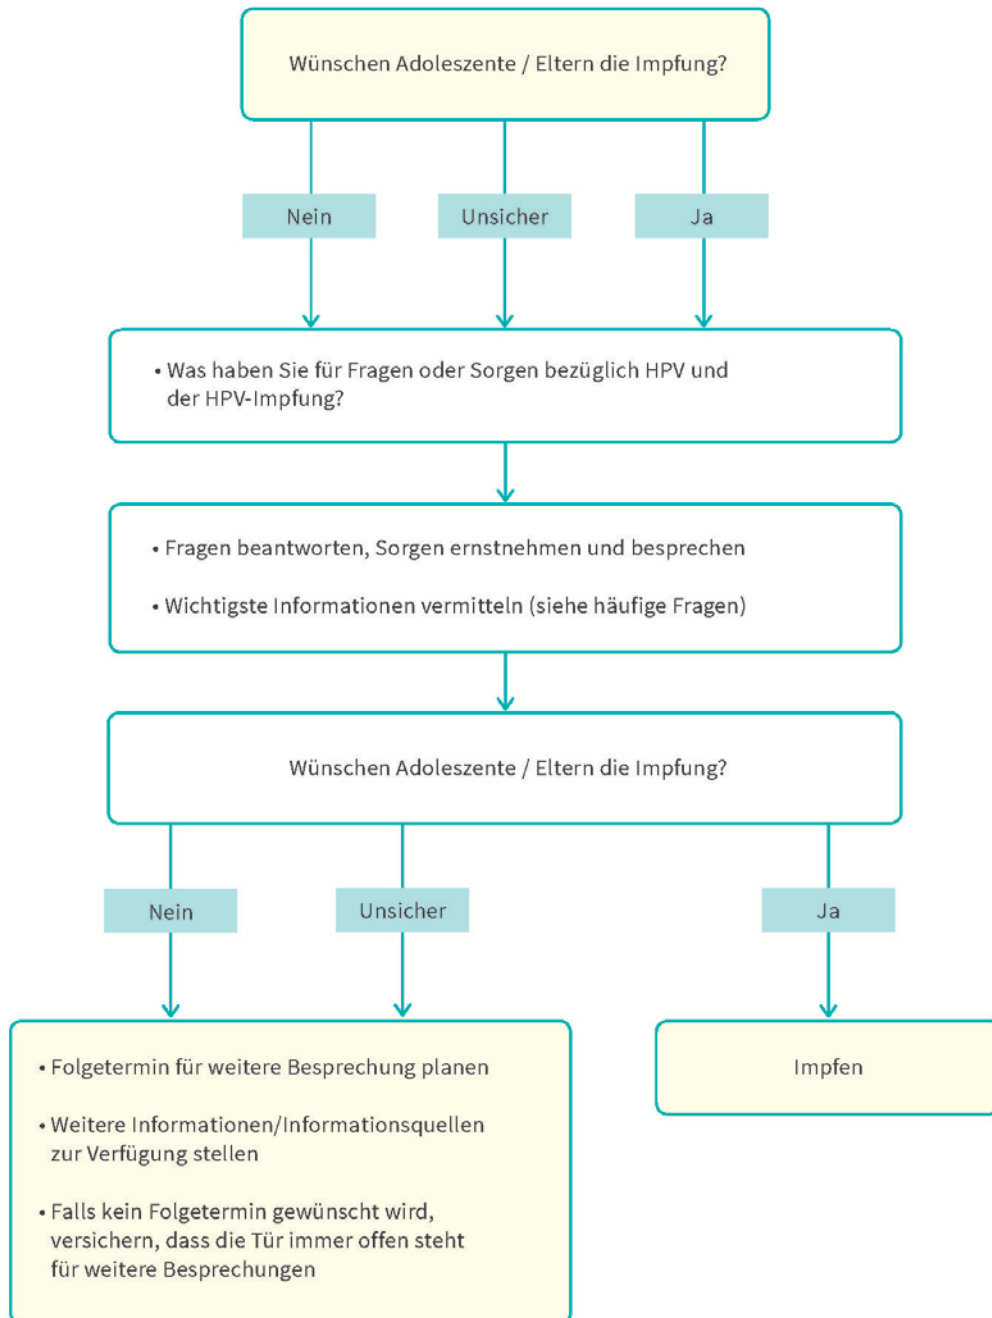 Wünschen Adoleszente / Eltern die Impfung?
Nein
Unsicher
Ja
• Was haben Sie für Fragen oder Sorgen bezüglich HPV und
der HPV-Impfung?
• Fragen beantworten, Sorgen ernstnehmen und besprechen
• Wichtigste Informationen vermitteln (siehe häufige Fragen)
Wünschen Adoleszente / Eltern die Impfung?
Nein
Unsicher
Ja
• Folgetermin für weitere Besprechung planen
• Weitere Informationen/Informationsquellen
zur Verfügung stellen
• Falls kein Folgetermin gewünscht wird,
versichern, dass die Tür immer offen steht
für weitere Besprechungen
Impfen